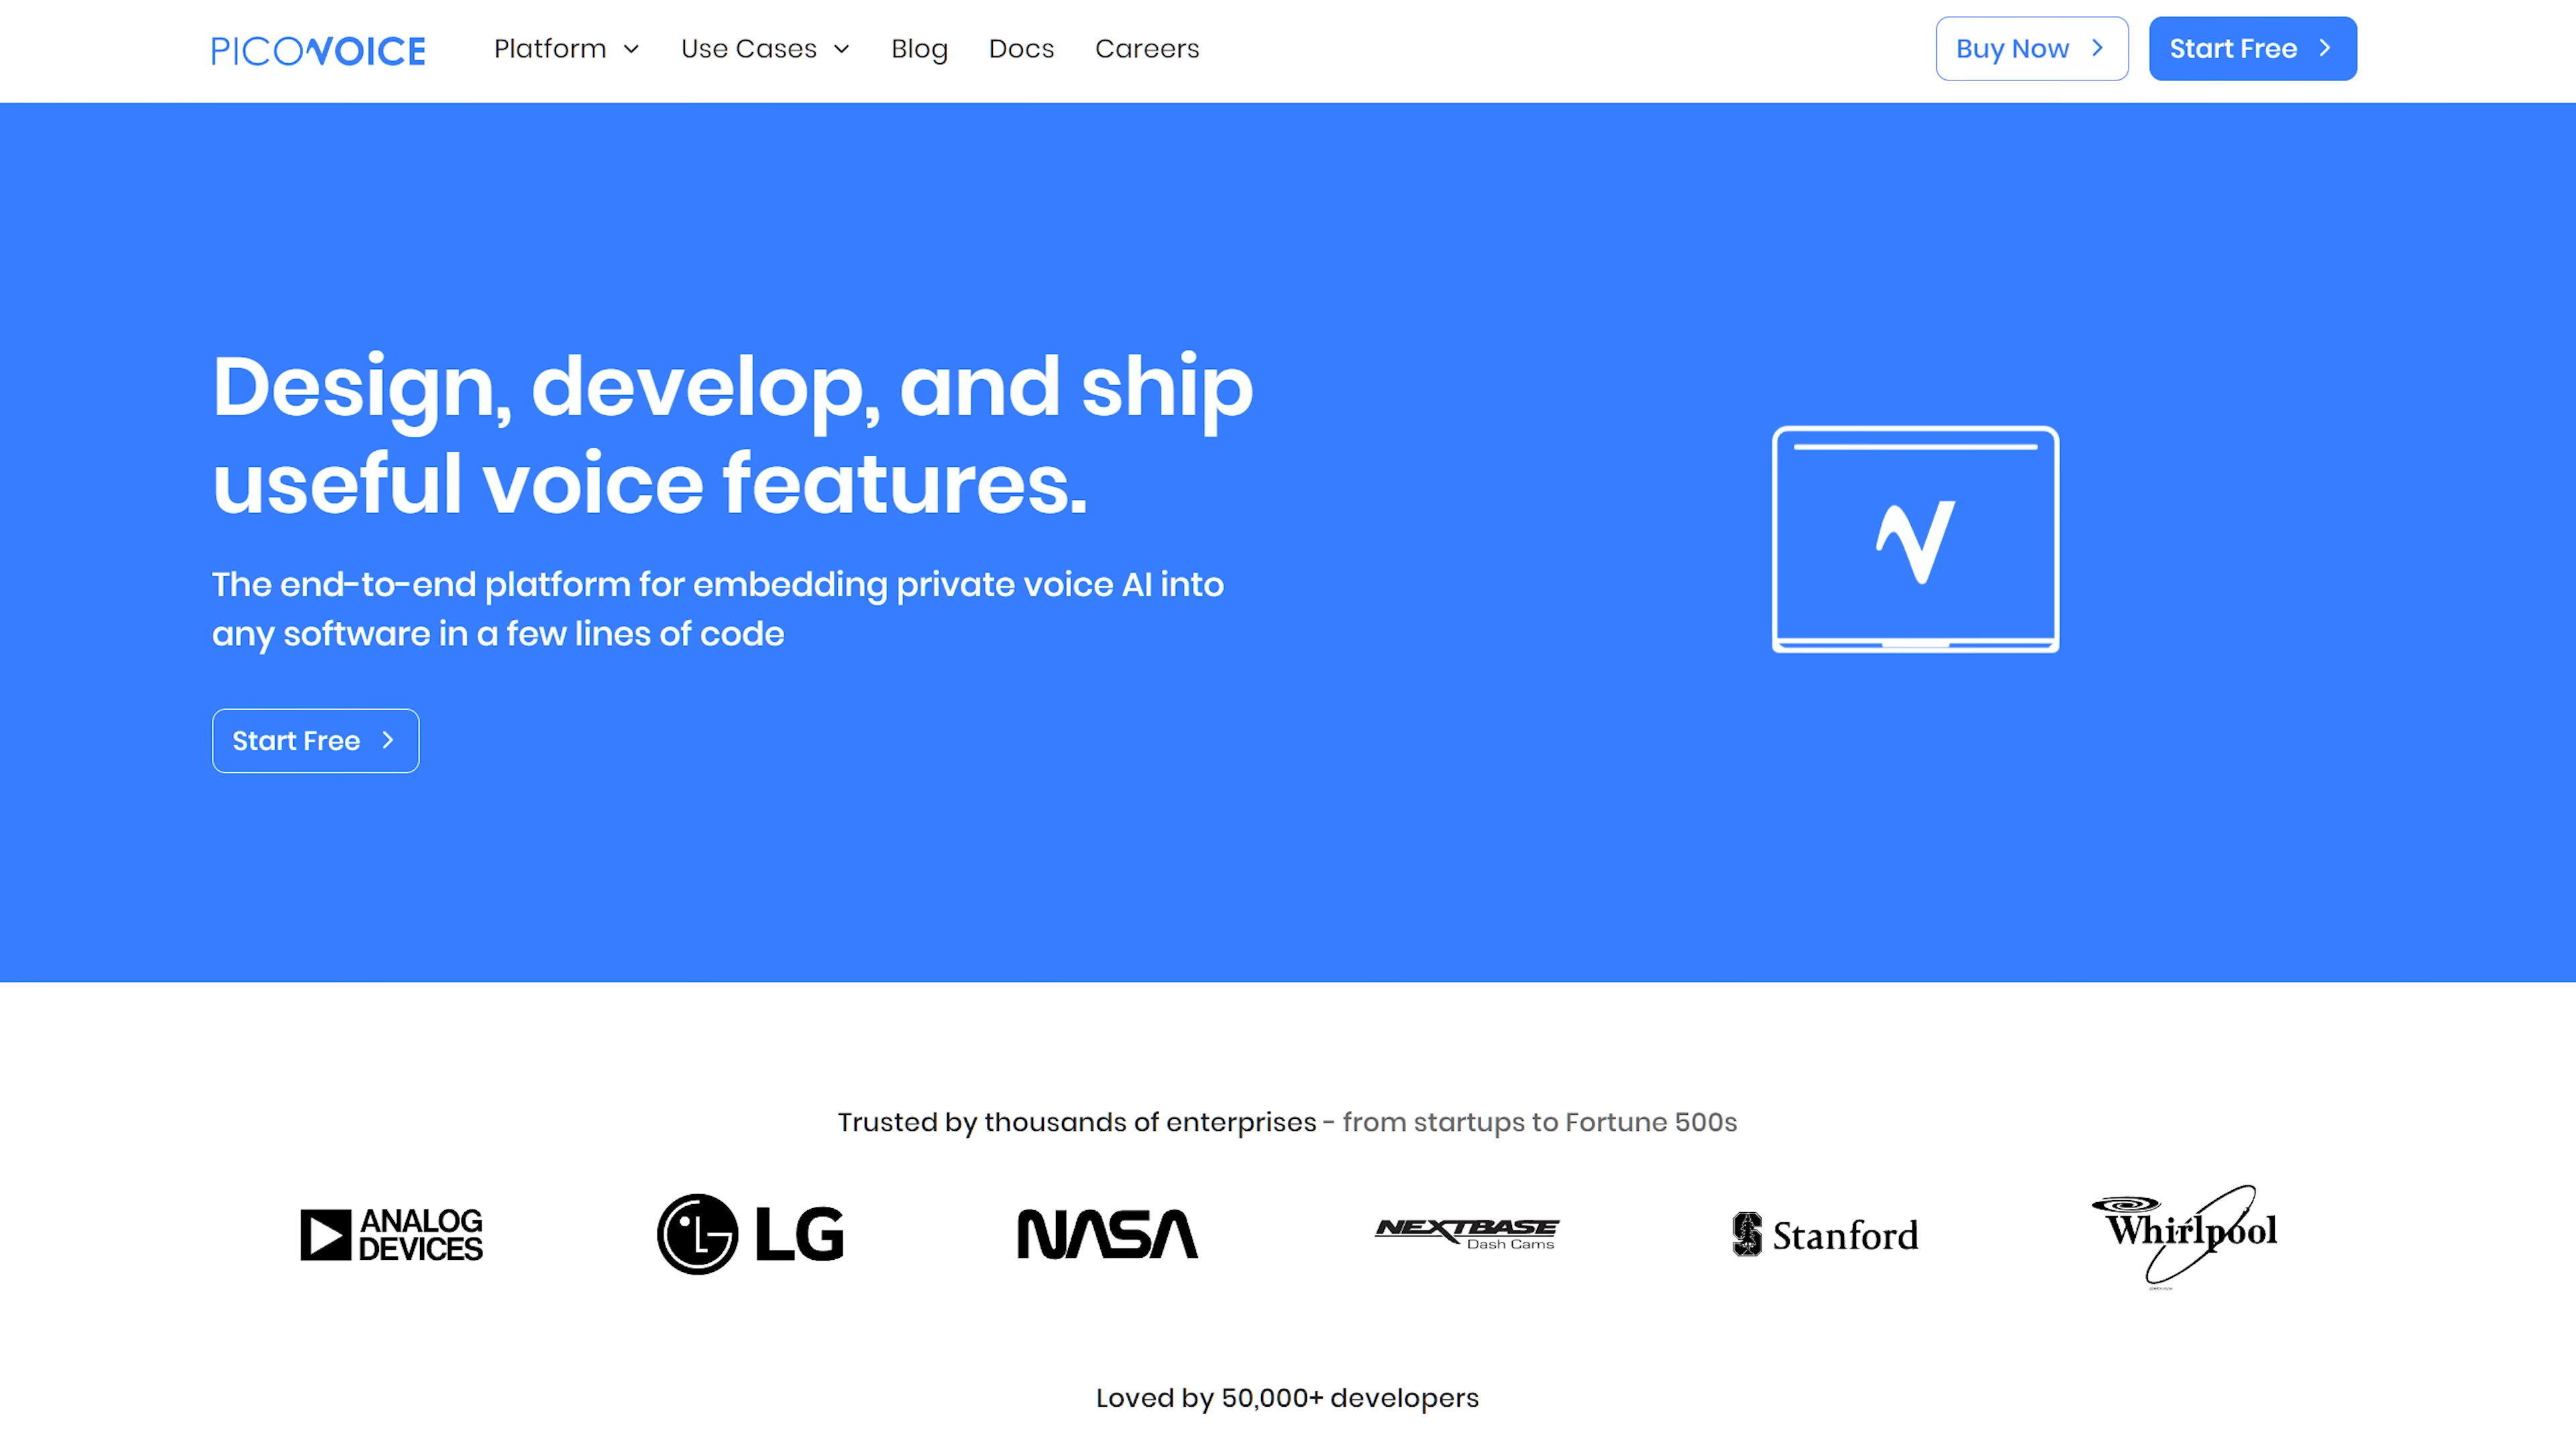 PICOVOICE
Platform
Use Cases
Blog
Docs
Careers
Buy Now
Start Free
Design, develop, and ship
useful voice features.
The end-to-end platform for embedding private voice AI into
any software in a few lines of code
Start Free
Trusted by thousands of enterprises - from startups to Fortune 500s
ANALOG
DEVICES
LG
NASA
NEXTBASE
Dash Cams
Stanford
Whirlpool
Loved by 50,000+ developers